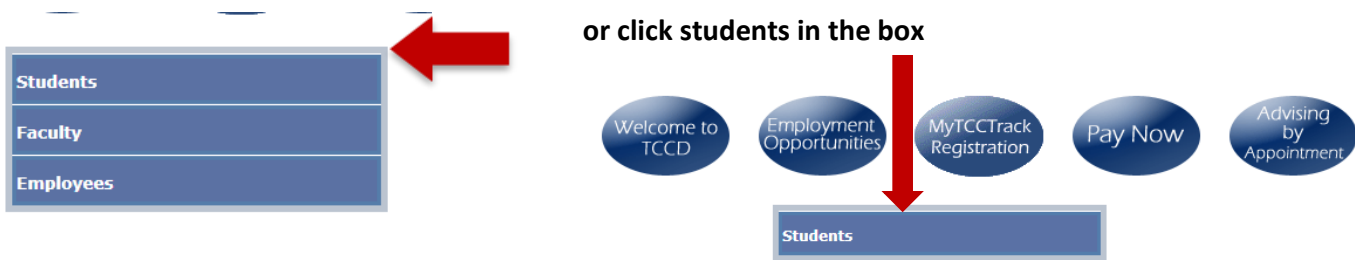 or click students in the box
Students
Faculty
Employees
Welcome to
TCCD
Employment
Opportunities
MyTCCTrack
Registration
Pay Now
Advising
by
Appointment
Students